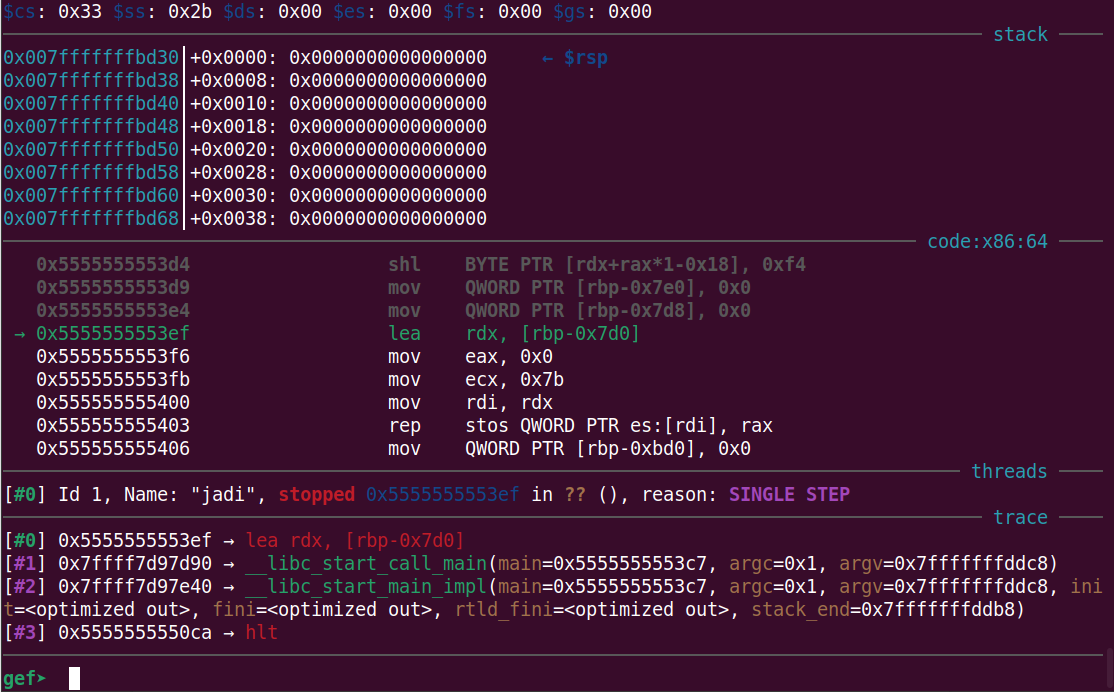 $cs: 0x33 $ss: 0x2b $ds: 0x00 $es: 0x00 $fs: 0x00 $gs: 0x00
stack
0x007fffffffbd30│+0x0000: 0x0000000000000000 ← $rsp
0x007fffffffbd38│+0x0008: 0x0000000000000000
0x007fffffffbd40│+0x0010: 0x0000000000000000
0x007fffffffbd48│+0x0018: 0x0000000000000000
0x007fffffffbd50│+0x0020: 0x0000000000000000
0x007fffffffbd58│+0x0028: 0x0000000000000000
0x007fffffffbd60│+0x0030: 0x0000000000000000
0x007fffffffbd68│+0x0038: 0x0000000000000000
code:x86:64
0x5555555553d4 shl BYTE PTR [rdx+rax*1-0x18], 0xf4
0x5555555553d9 mov QWORD PTR [rbp-0x7e0], 0x0
0x5555555553e4 mov QWORD PTR [rbp-0x7d8], 0x0
→ 0x5555555553ef lea rdx, [rbp-0x7d0]
0x5555555553f6 mov eax, 0x0
0x5555555553fb mov ecx, 0x7b
0x555555555400 mov rdi, rdx
0x555555555403 rep stos QWORD PTR es:[rdi], rax
0x555555555406 mov QWORD PTR [rbp-0xbd0], 0x0
threads
[#0] Id 1, Name: "jadi", stopped 0x5555555553ef in ?? (), reason: SINGLE STEP
trace
[#0] 0x5555555553ef → lea rdx, [rbp-0x7d0]
[#1] 0x7ffff7d97d90 → __libc_start_call_main(main=0x5555555553c7, argc=0x1, argv=0x7fffffffddc8)
[#2] 0x7ffff7d97e40 → __libc_start_main_impl(main=0x5555555553c7, argc=0x1, argv=0x7fffffffddc8, ini
t=<optimized out>, fini=<optimized out>, rtld_fini=<optimized out>, stack_end=0x7fffffffddb8)
[#3] 0x5555555550ca → hlt
gef➤